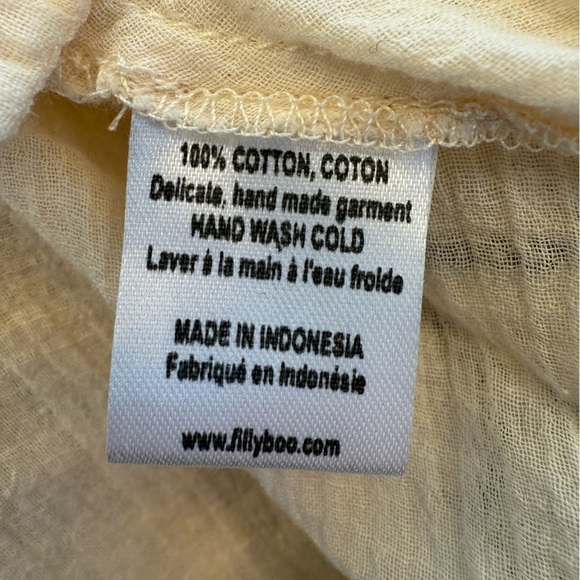 100% COTTON, COTON
Delicate, hand made garment
HAND WASH COLD
Laver à la main à l'eau froide
MADE IN INDONESIA
Fabriqué en Indonésie
www.fillyboo.com